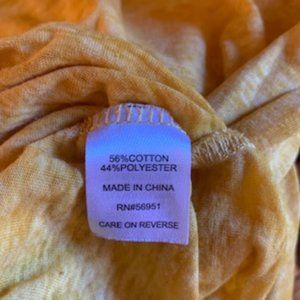 56%COTTON
44%POLYESTER
MADE IN CHINA
RN#56951
CARE ON REVERSE